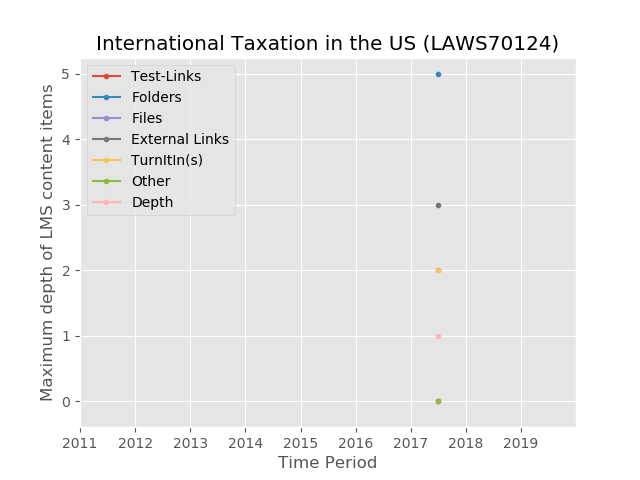 International Taxation in the US (LAWS70124)
Maximum depth of LMS content items
5
4
3
2
1
0
Test-Links
Folders
Files
External Links
TurnItIn(s)
Other
Depth
2011 2012 2013 2014 2015 2016 2017 2018 2019
Time Period